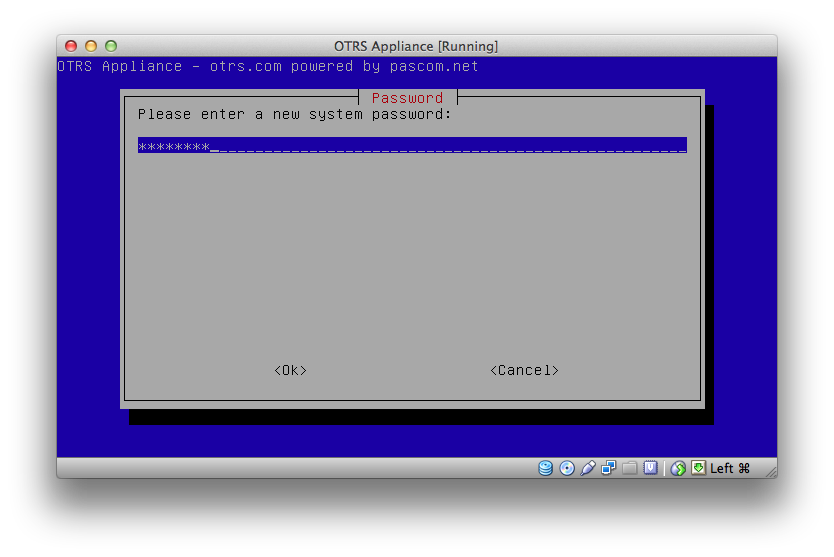 OTRS Appliance [Running]
OTRS Appliance - otrs.com powered by pascom.net
Password
Please enter a new system password:
********_
<Ok> <Cancel>
Left ⌘